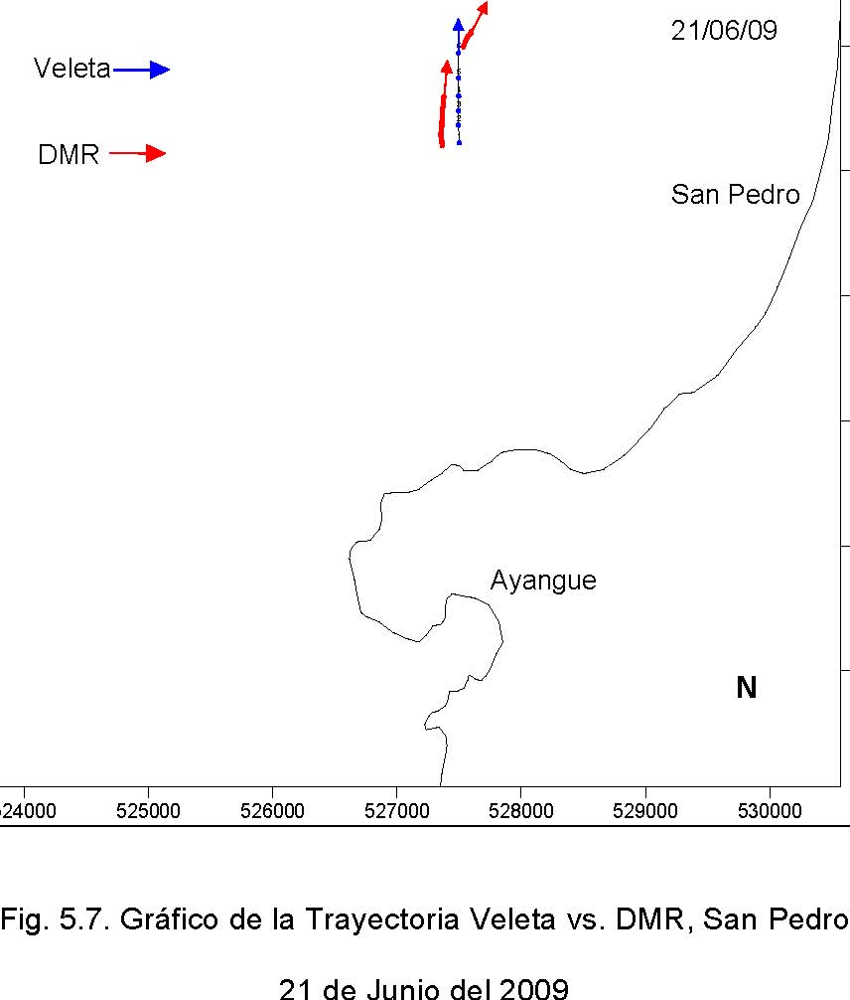 21/06/09
Veleta
DMR
San Pedro
Ayangue
N
24000 525000 526000 527000 528000 529000 530000
Fig. 5.7. Gráfico de la Trayectoria Veleta vs. DMR, San Pedro
21 de Junio del 2009